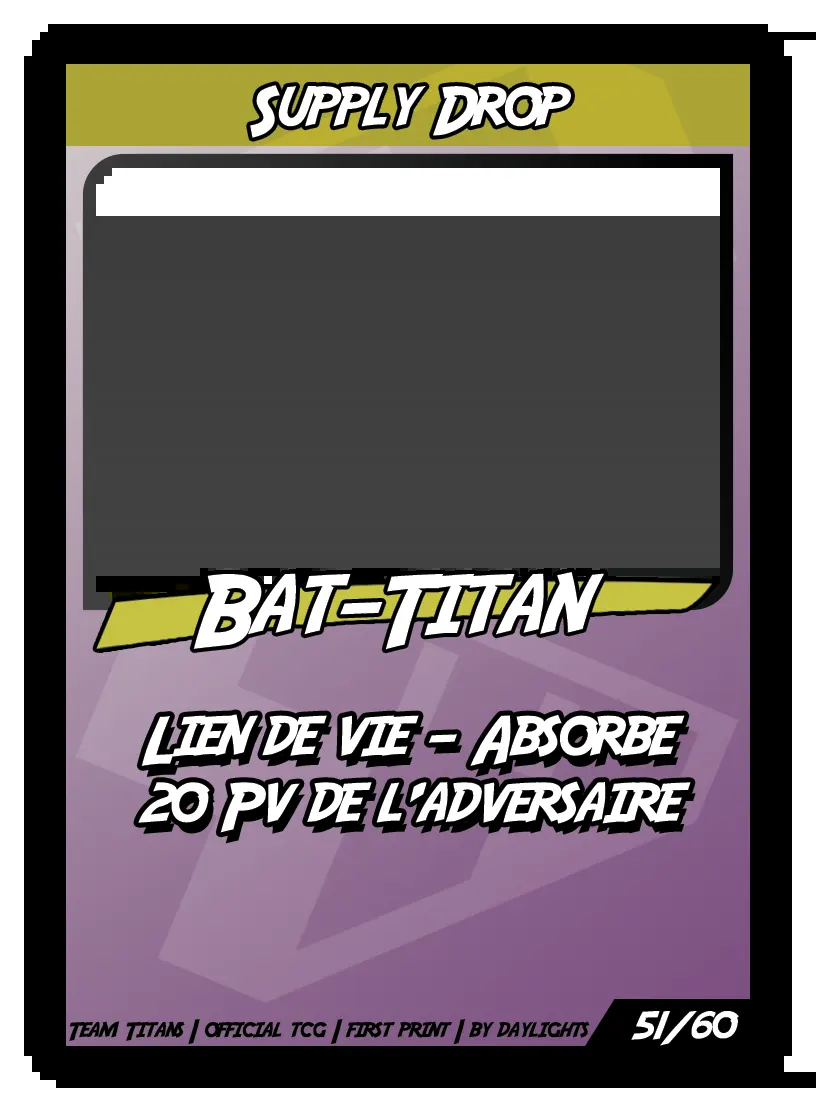 Supply Drop
Bat-Titan
Lien de vie - Absorbe
20 Pv de l'adversaire
Team Titans | official tcg | first print | by daylights
51/60